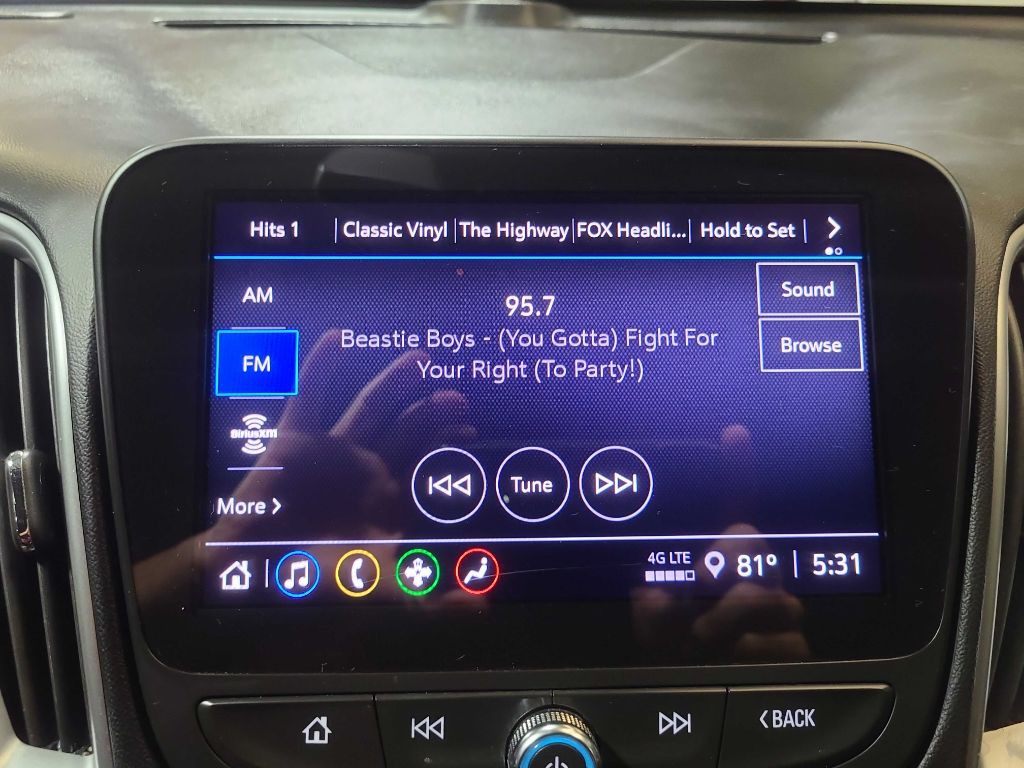 Hits 1
Classic Vinyl
The Highway
FOX Headli...
Hold to Set
AM
95.7
Sound
Beastie Boys - (You Gotta) Fight For
Your Right (To Party!)
Browse
FM
SiriusXM
Tune
More
4G LTE
81°
5:31
BACK